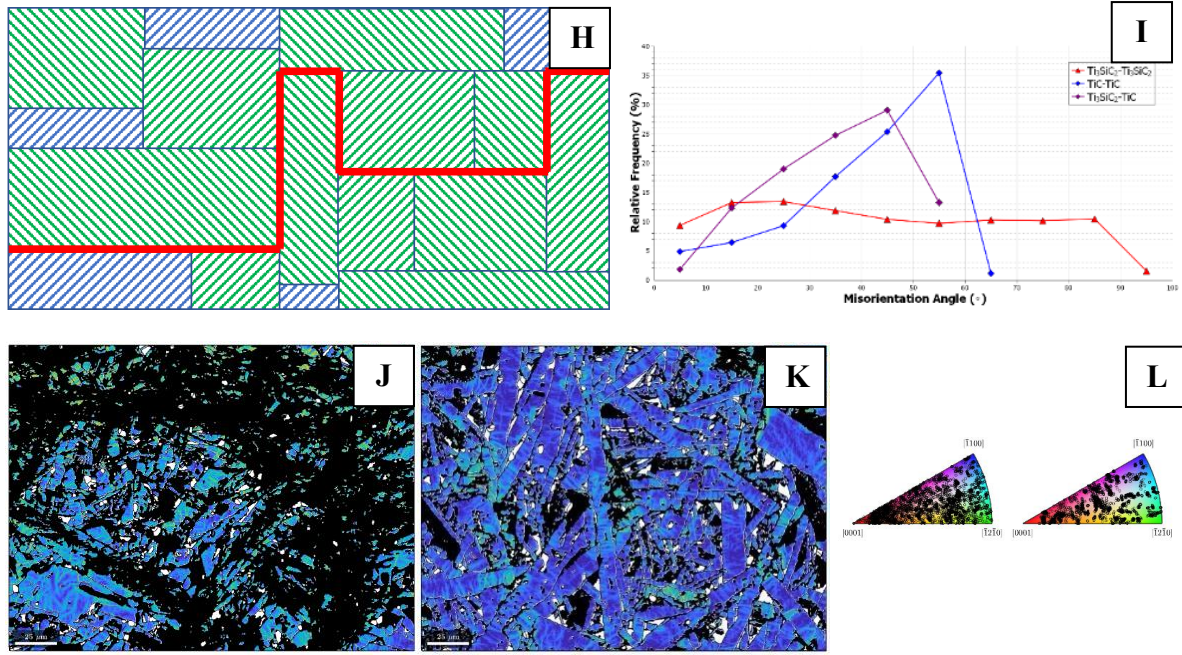 H
I
40
35
30
25
20
15
10
5
0
0 10 20 30 40 50 60 70 80 90 100
Relative Frequency (%)
Misorientation Angle (°)
Ti₃SiC₂-Ti₃SiC₂
TiC-TiC
Ti₃SiC₂-TiC
J
25 µm
K
25 µm
L
[1̄100]
[0001]
[1̄21̄0]
[1̄100]
[0001]
[1̄21̄0]